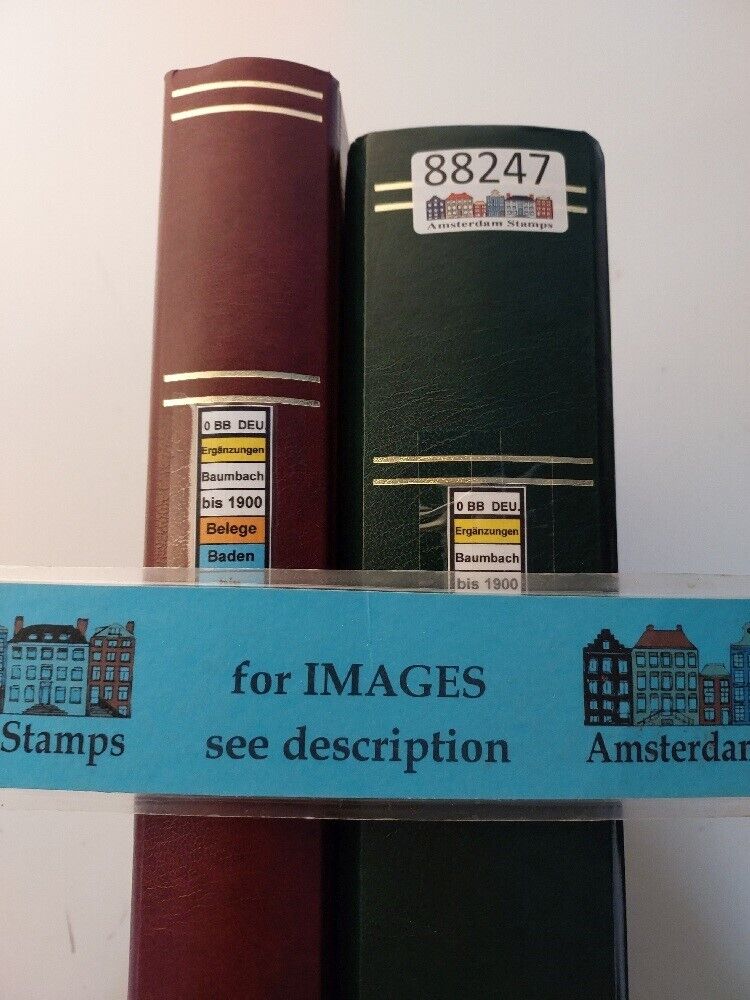 88247
Amsterdam Stamps
0 BB DEU.
Ergänzungen
Baumbach
bis 1900
Belege
Baden
0 BB DEU.
Ergänzungen
Baumbach
bis 1900
for IMAGES
see description
Stamps
Amsterdam